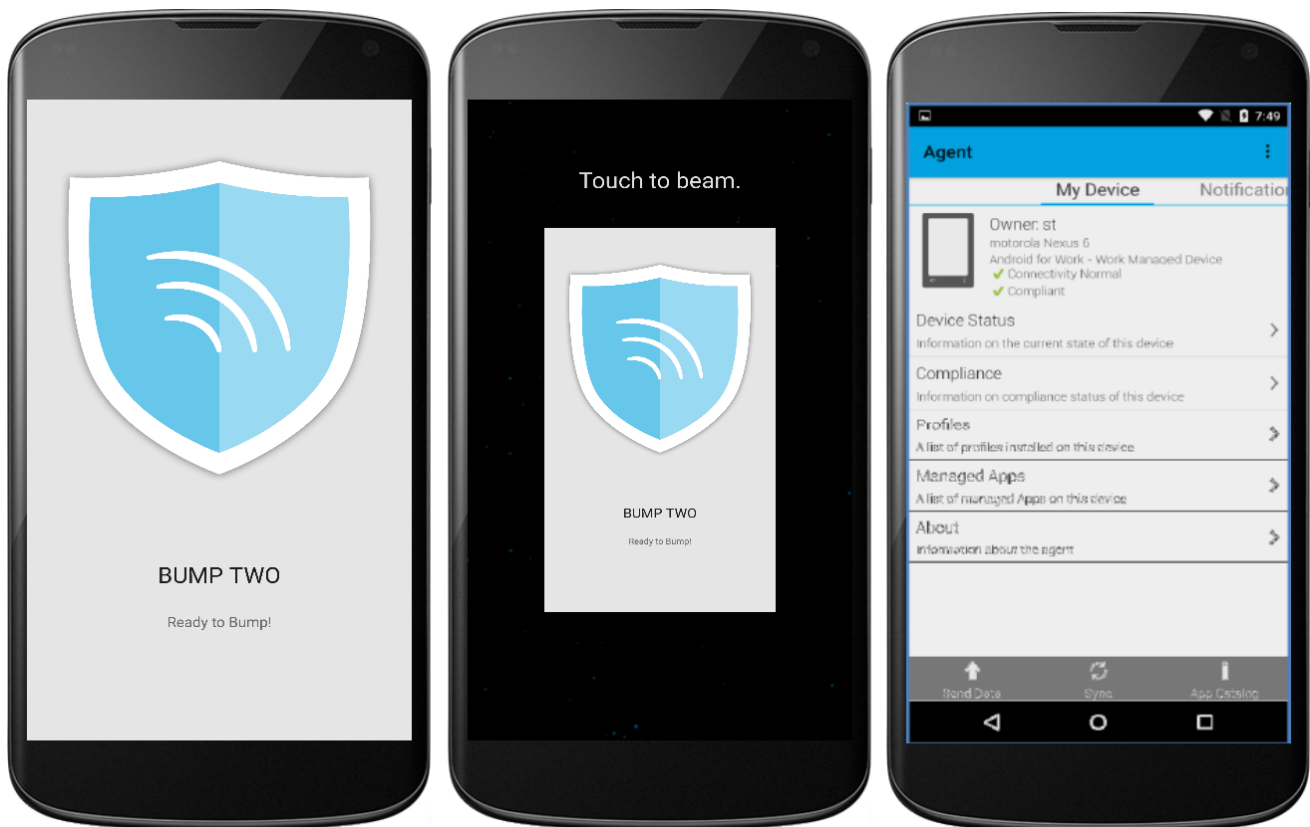 BUMP TWO
Ready to Bump!
Touch to beam.
BUMP TWO
Ready to Bump!
7:49
Agent
My Device
Notification
Owner: st
motorola Nexus 6
Android for Work - Work Managed Device
Connectivity Normal
Compliant
Device Status
Information on the current state of this device
Compliance
Information on compliance status of this device
Profiles
A list of profiles installed on this device
Managed Apps
A list of managed Apps on this device
About
Information about the agent
Send Data
Sync
App Catalog